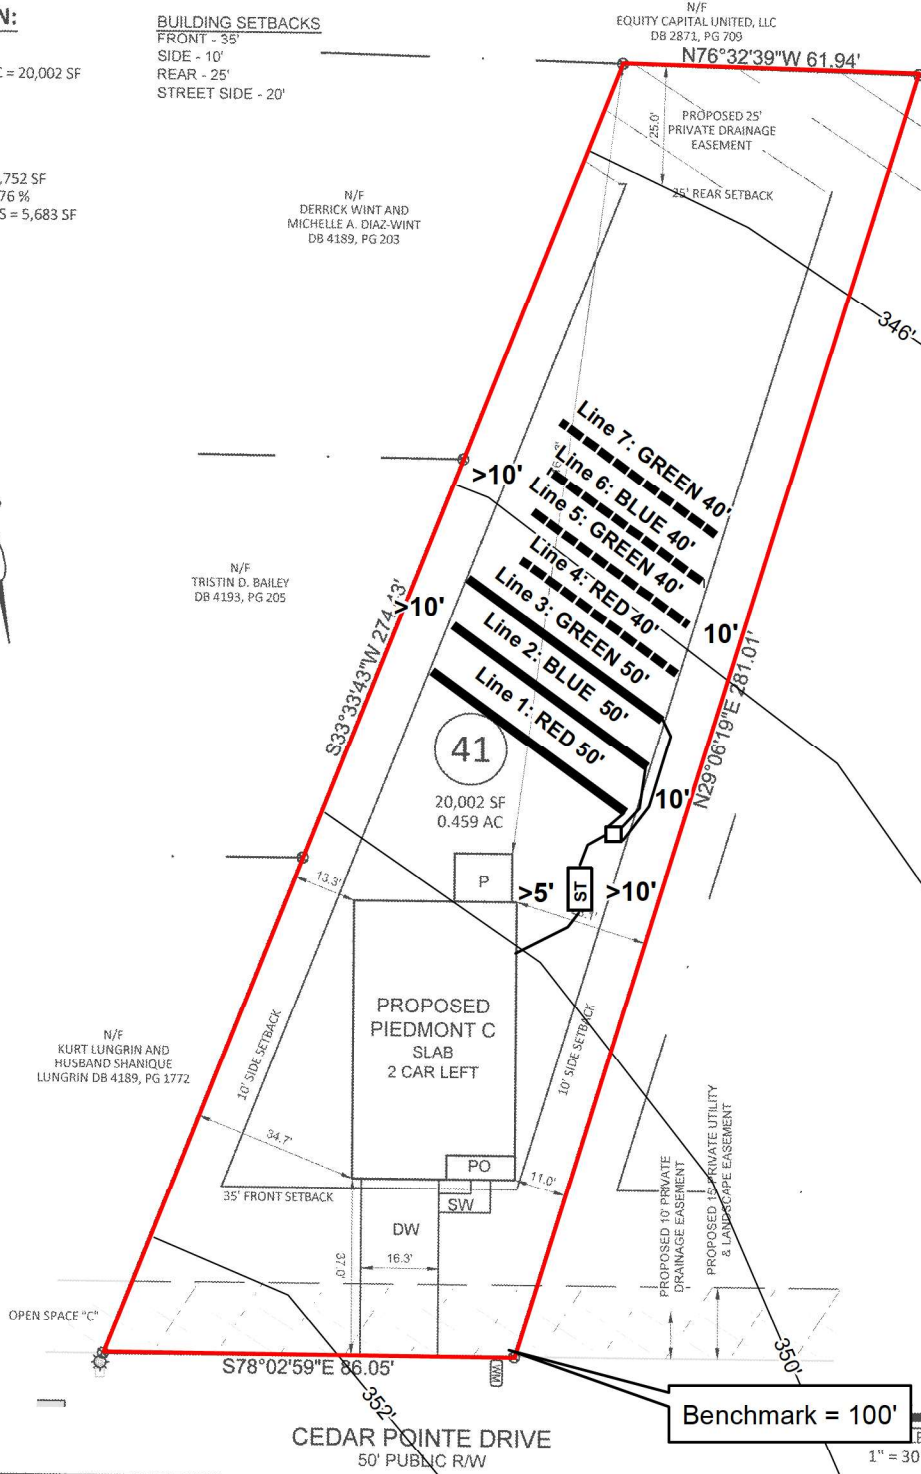 N:
BUILDING SETBACKS
FRONT - 35'
SIDE - 10'
REAR - 25'
STREET SIDE - 20'
C = 20,002 SF
,752 SF
76 %
S = 5,683 SF
N/F
EQUITY CAPITAL UNITED, LLC
DB 2871, PG 709
N76°32'39"W 61.94'
25.0'
PROPOSED 25'
PRIVATE DRAINAGE
EASEMENT
25' REAR SETBACK
N/F
DERRICK WINT AND
MICHELLE A. DIAZ-WINT
DB 4189, PG 203
346'
Line 7: GREEN 40'
Line 6: BLUE 40'
Line 5: GREEN 40'
Line 4: RED 40'
Line 3: GREEN 50'
Line 2: BLUE 50'
Line 1: RED 50'
>10'
>10'
10'
10'
N/F
TRISTIN D. BAILEY
DB 4193, PG 205
S33°33'43"W 274.43'
N29°06'19"E 281.01'
41
20,002 SF
0.459 AC
P
>5'
ST
>10'
13.3'
PROPOSED
PIEDMONT C
SLAB
2 CAR LEFT
10' SIDE SETBACK
10' SIDE SETBACK
N/F
KURT LUNGRIN AND
HUSBAND SHANIQUE
LUNGRIN DB 4189, PG 1772
34.7'
PO
SW
11.0'
35' FRONT SETBACK
DW
16.3'
37.0'
PROPOSED 10' PRIVATE
DRAINAGE EASEMENT
PROPOSED 15' PRIVATE UTILITY
& LANDSCAPE EASEMENT
OPEN SPACE "C"
S78°02'59"E 86.05'
WM
352'
350'
Benchmark = 100'
CEDAR POINTE DRIVE
50' PUBLIC R/W
1" = 30